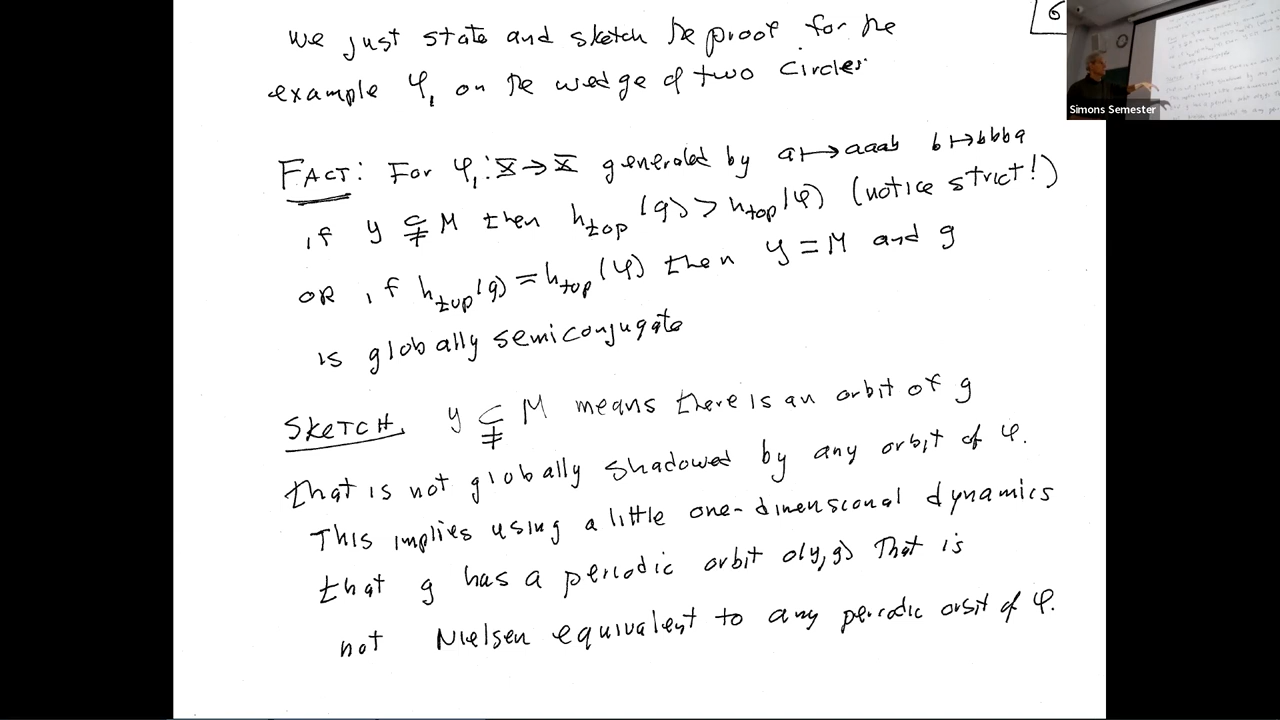 we just state and sketch the proof for the
example φ₁ on the wedge of two circles
FACT: For φ₁: X → X generated by a ↦ aaab b ↦ bbba
if Y ⊊ M then h_top(g) > h_top(φ) (notice strict!)
OR if h_top(g) = h_top(φ) then Y = M and g
is globally semiconjugate
SKETCH. Y ⊊ M means there is an orbit of g
that is not globally shadowed by any orbit of φ.
This implies using a little one-dimensional dynamics
that g has a periodic orbit o(y,g) that is
not Nielsen equivalent to any periodic orbit of φ.
6
Simons Semester